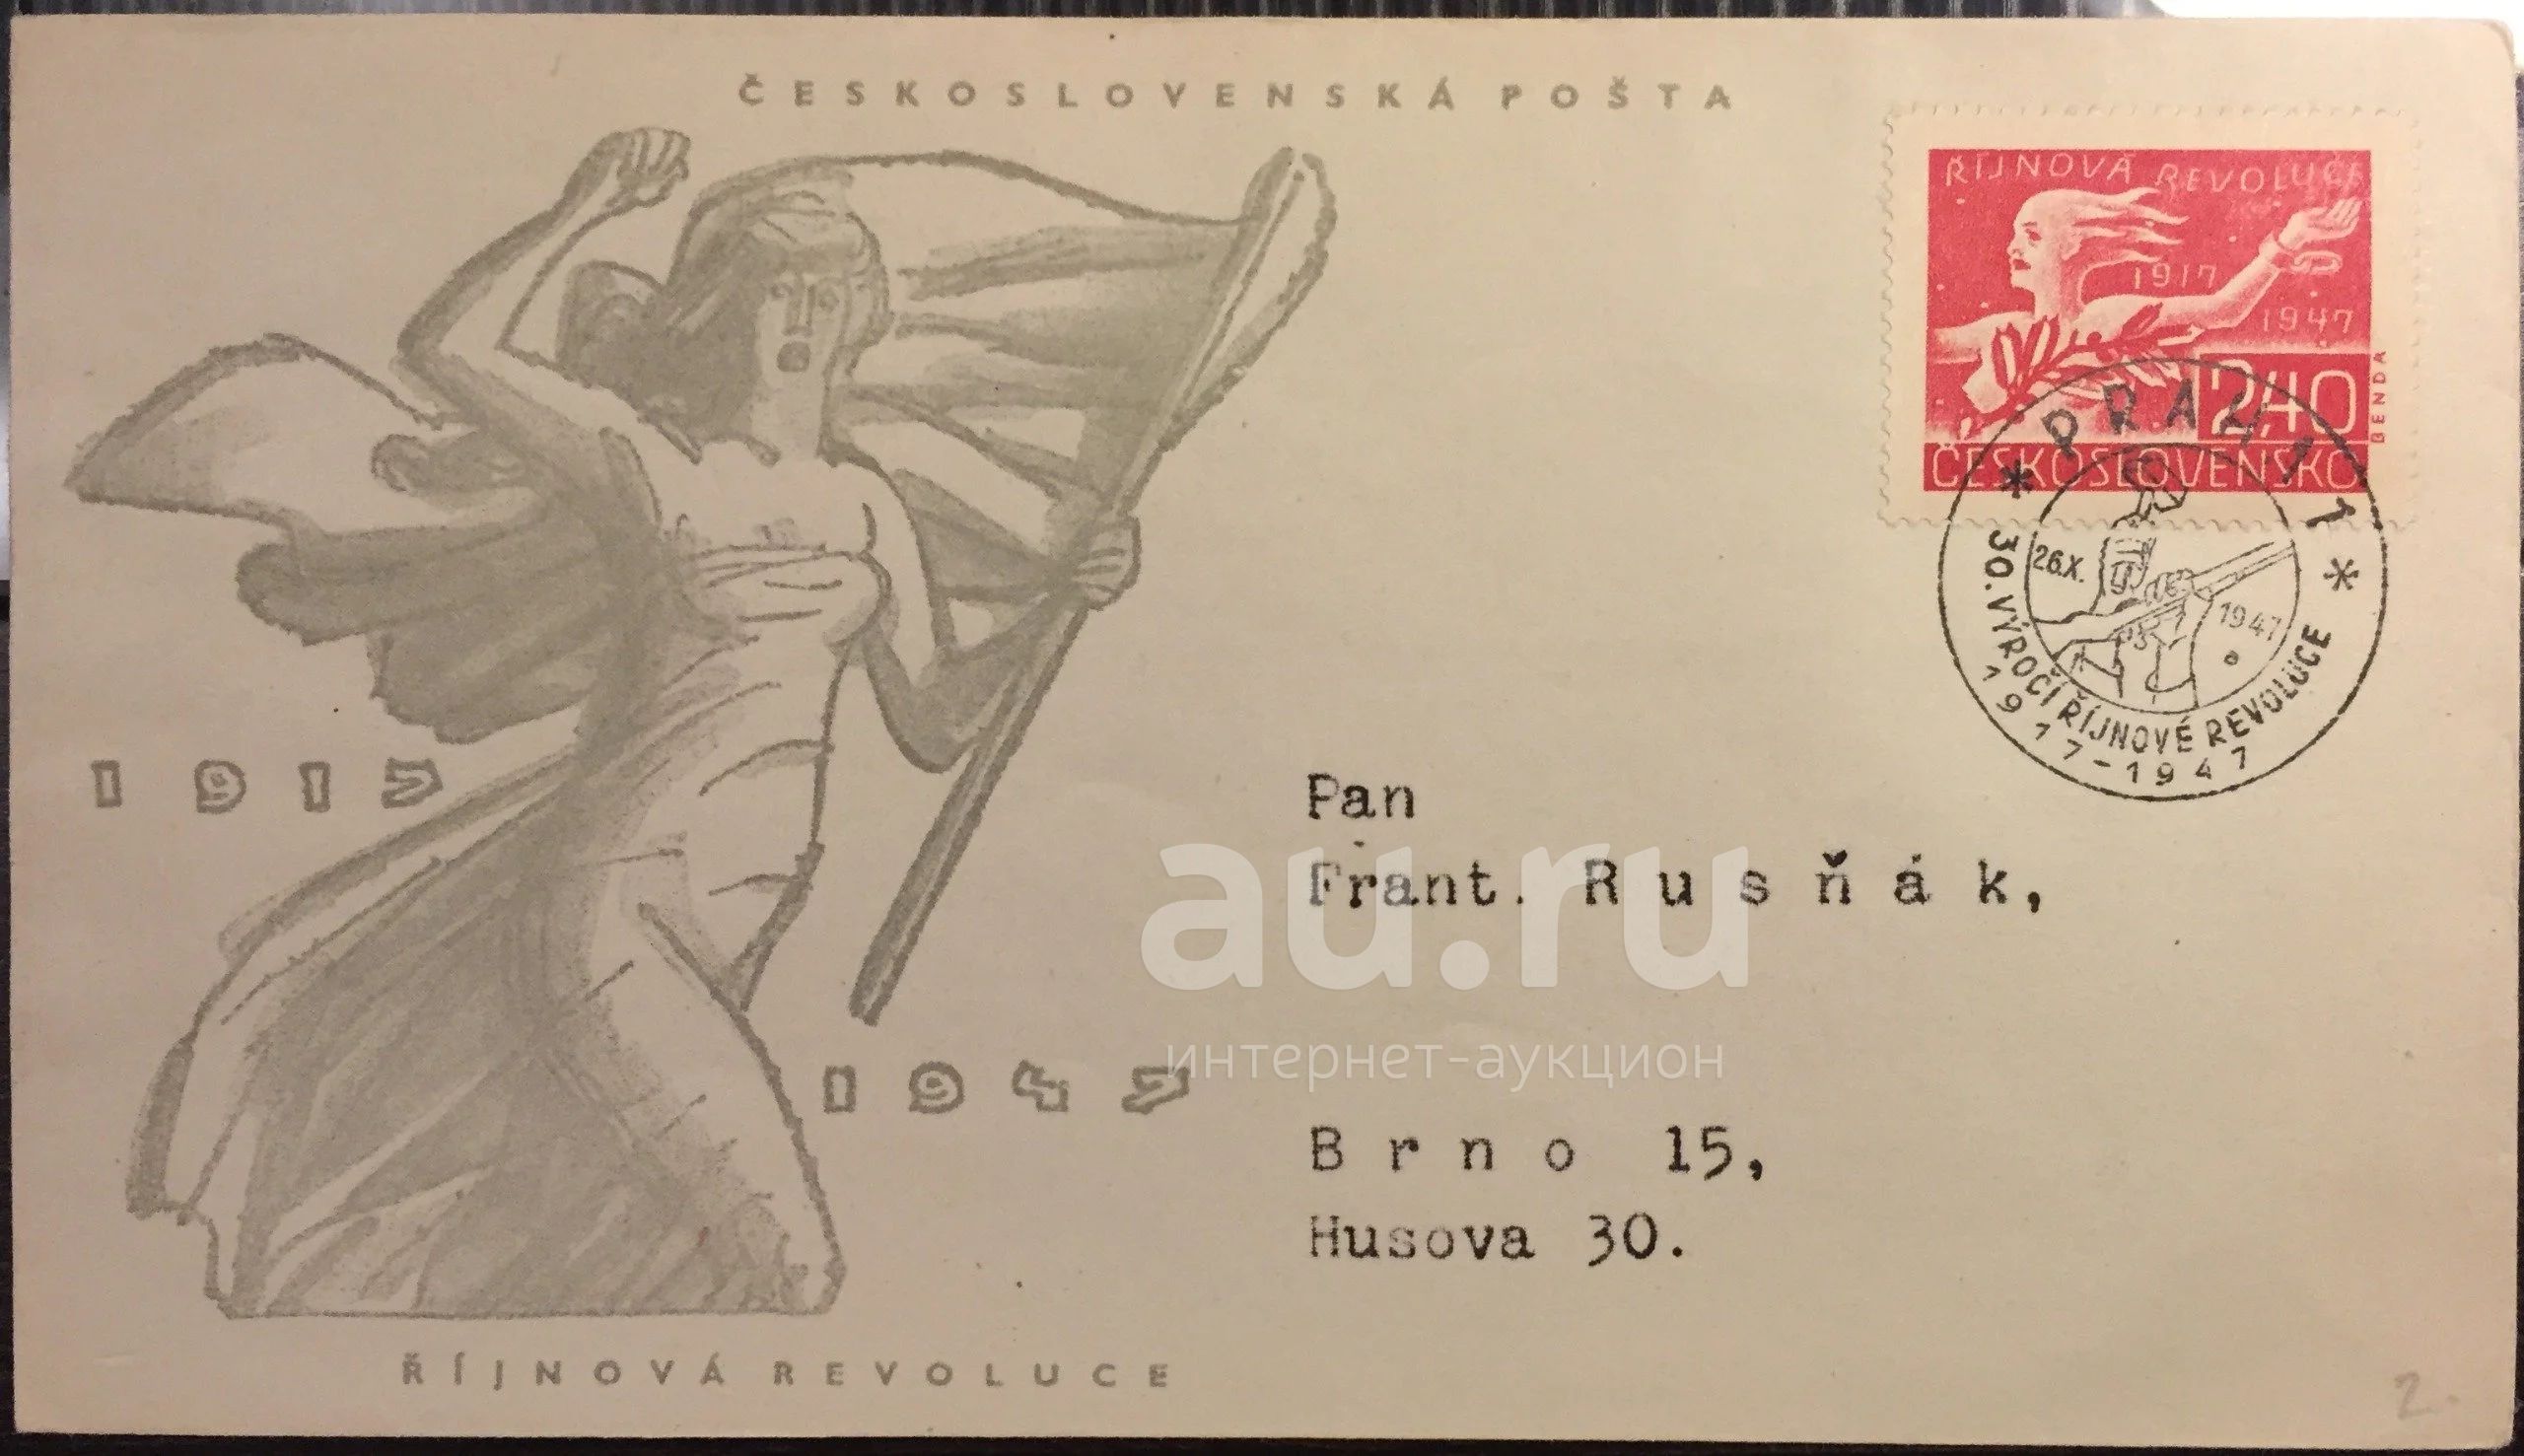 ČESKOSLOVENSKÁ POŠTA
ŘÍJNOVÁ REVOLUCE
1917
1947
2,40
BENDA
ČESKOSLOVENSKO
* PRAHA 1 *
26.X. 1947
30. VÝROČÍ ŘÍJNOVÉ REVOLUCE
1917-1947
1917
Pan
Frant. Rusňák,
au.ru
интернет-аукцион
1947
Brno 15,
Husova 30.
ŘÍJNOVÁ REVOLUCE
2.